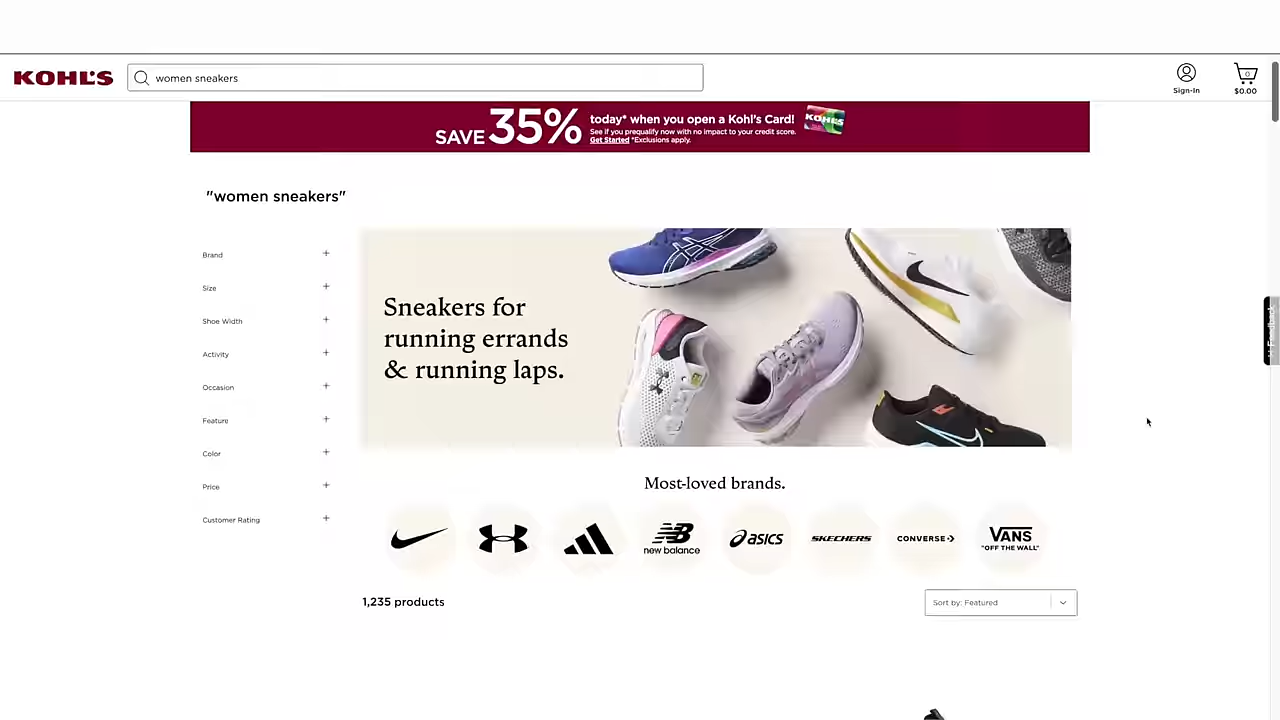 KOHL'S
women sneakers
Sign-In
0
$0.00
SAVE 35% today* when you open a Kohl's Card!
See if you prequalify now with no impact to your credit score.
Get Started *Exclusions apply.
KOHL'S
"women sneakers"
Brand
Size
Shoe Width
Activity
Occasion
Feature
Color
Price
Customer Rating
Sneakers for
running errands
& running laps.
Feedback
Most-loved brands.
new balance
asics
SKECHERS
CONVERSE
VANS
"OFF THE WALL"
1,235 products
Sort by: Featured